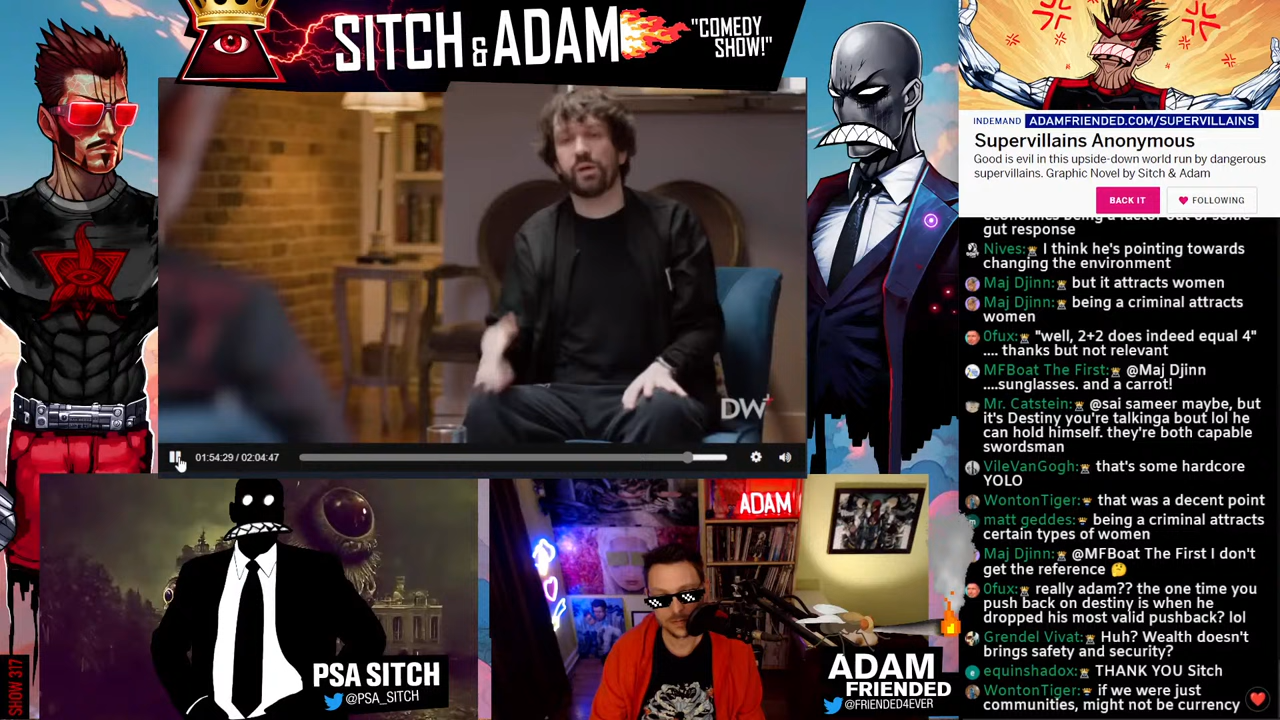 SITCH & ADAM
"COMEDY
SHOW!"
INDEMAND ADAMFRIENDED.COM/SUPERVILLAINS
Supervillains Anonymous
Good is evil in this upside-down world run by dangerous
supervillains. Graphic Novel by Sitch & Adam
BACK IT
FOLLOWING
gut response
Nives: I think he's pointing towards
changing the environment
Maj Djinn: but it attracts women
Maj Djinn: being a criminal attracts
women
0fux: "well, 2+2 does indeed equal 4"
.... thanks but not relevant
MFBoat The First: @Maj Djinn
....sunglasses. and a carrot!
Mr. Catstein: @sai sameer maybe, but
it's Destiny you're talkinga bout lol he
can hold himself. they're both capable
swordsman
VileVanGogh: that's some hardcore
YOLO
WontonTiger: that was a decent point
matt geddes: being a criminal attracts
certain types of women
Maj Djinn: @MFBoat The First I don't
get the reference 🤔
0fux: really adam?? the one time you
push back on destiny is when he
dropped his most valid pushback? lol
Grendel Vivat: Huh? Wealth doesn't
brings safety and security?
equinshadox: THANK YOU Sitch
WontonTiger: if we were just
communities, might not be currency
DW+
01:54:29 / 02:04:47
SHOW 317
PSA SITCH
@PSA_SITCH
ADAM
ADAM
FRIENDED
@FRIENDED4EVER